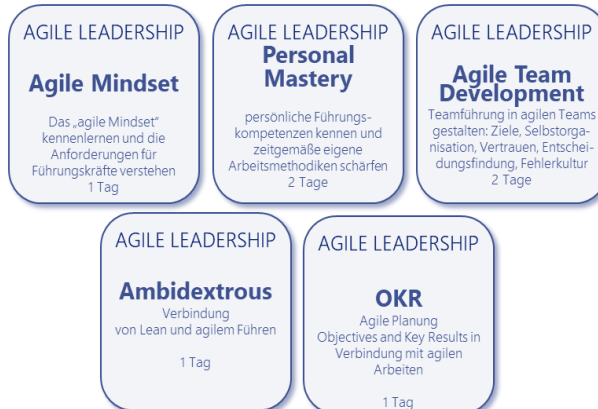 AGILE LEADERSHIP
Agile Mindset
Das „agile Mindset“
kennenlernen und die
Anforderungen für
Führungskräfte verstehen
1 Tag
AGILE LEADERSHIP
Personal
Mastery
persönliche Führungs-
kompetenzen kennen und
zeitgemäße eigene
Arbeitsmethodiken schärfen
2 Tage
AGILE LEADERSHIP
Agile Team
Development
Teamführung in agilen Teams
gestalten: Ziele, Selbstorga-
nisation, Vertrauen, Entschei-
dungsfindung, Fehlerkultur
2 Tage
AGILE LEADERSHIP
Ambidextrous
Verbindung
von Lean und agilem Führen
1 Tag
AGILE LEADERSHIP
OKR
Agile Planung
Objectives and Key Results in
Verbindung mit agilen
Arbeiten
1 Tag